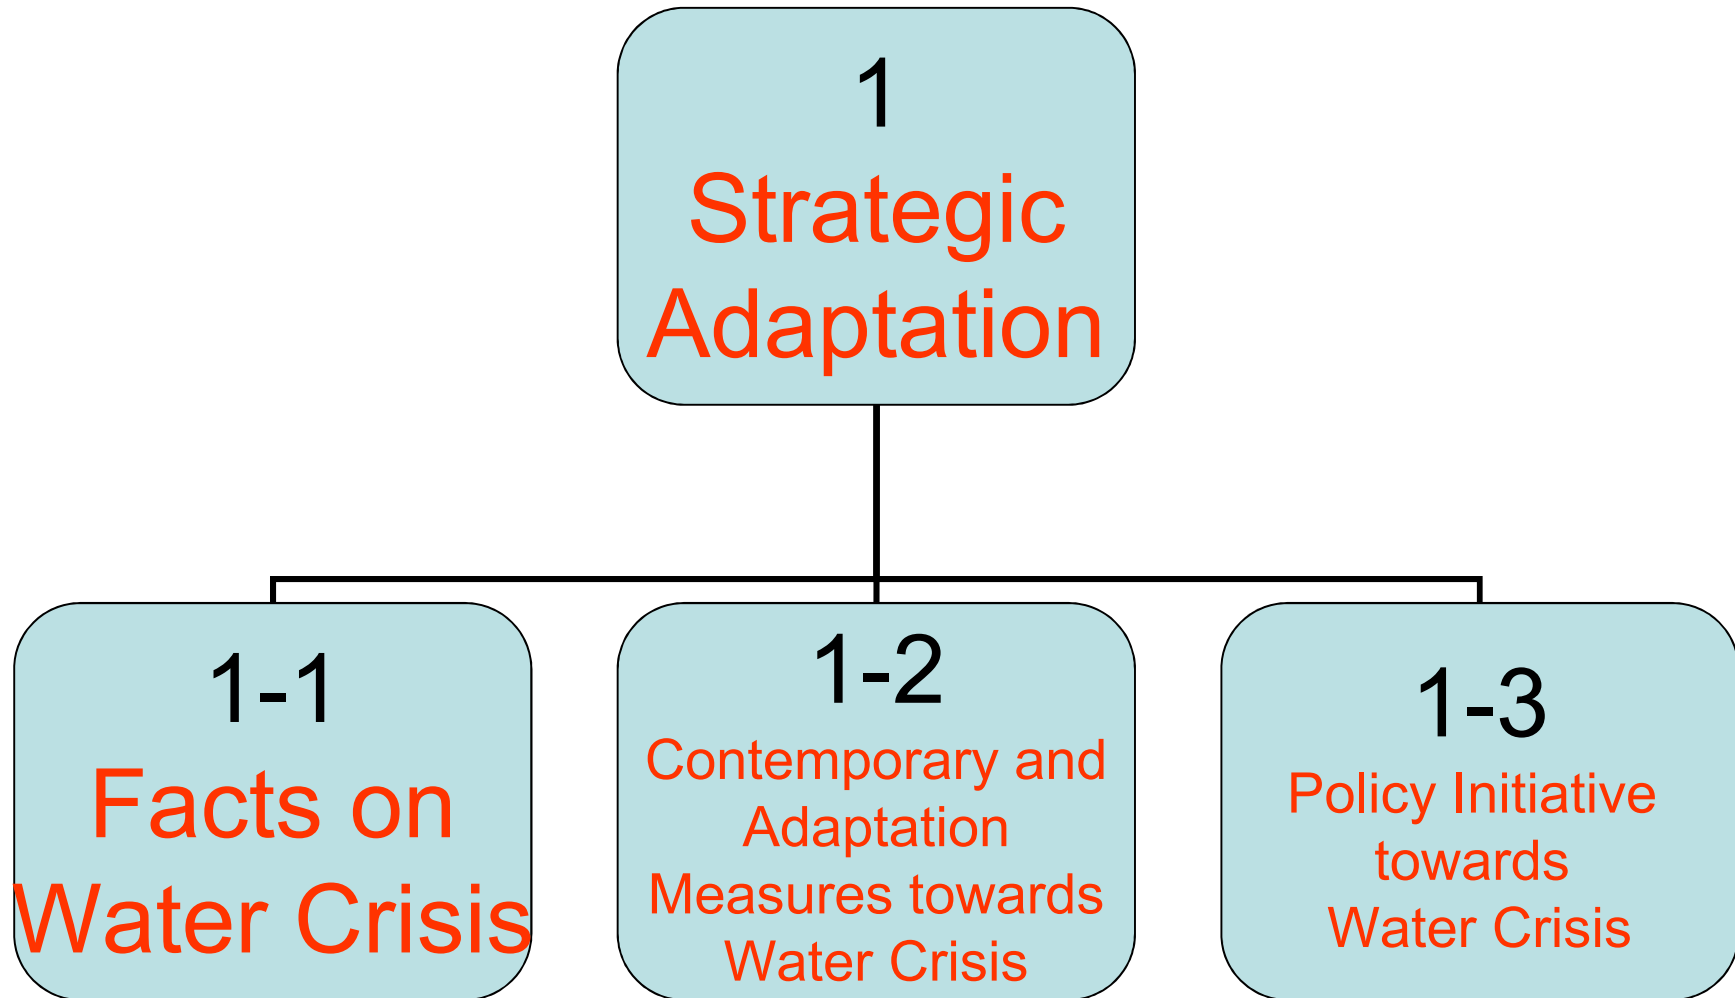 1
Strategic
Adaptation
1-1
Facts on
Water Crisis
1-2
Contemporary and
Adaptation
Measures towards
Water Crisis
1-3
Policy Initiative
towards
Water Crisis